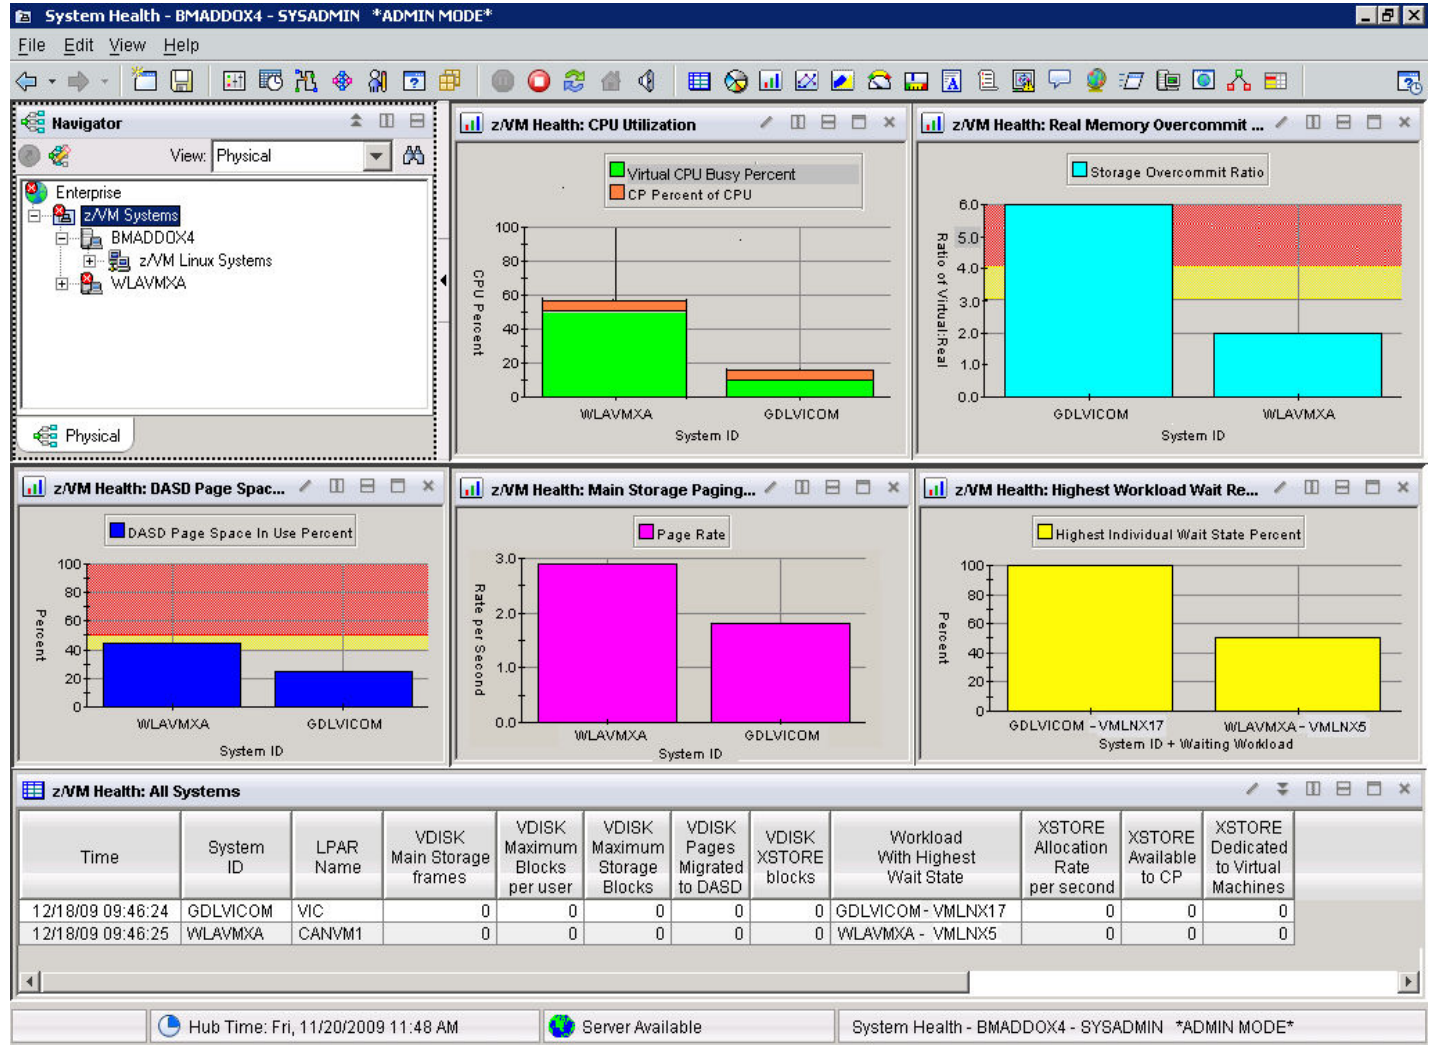 System Health - BMADDOX4 - SYSADMIN *ADMIN MODE*
File Edit View Help
Navigator
View: Physical
Enterprise
z/VM Systems
BMADDOX4
z/VM Linux Systems
WLAVMXA
Physical
z/VM Health: CPU Utilization
Virtual CPU Busy Percent
CP Percent of CPU
100
80
60
40
20
0
CPU Percent
WLAVMXA GDLVICOM
System ID
z/VM Health: Real Memory Overcommit ...
Storage Overcommit Ratio
6.0
5.0
4.0
3.0
2.0
1.0
0.0
Ratio of Virtual:Real
GDLVICOM WLAVMXA
System ID
z/VM Health: DASD Page Spac...
DASD Page Space In Use Percent
100
80
60
40
20
0
Percent
WLAVMXA GDLVICOM
System ID
z/VM Health: Main Storage Paging...
Page Rate
3.0
2.0
1.0
0.0
Rate per Second
WLAVMXA GDLVICOM
System ID
z/VM Health: Highest Workload Wait Re...
Highest Individual Wait State Percent
100
80
60
40
20
0
Percent
GDLVICOM - VMLNX17 WLAVMXA - VMLNX5
System ID + Waiting Workload
z/VM Health: All Systems
Time
System ID
LPAR Name
VDISK Main Storage frames
VDISK Maximum Blocks per user
VDISK Maximum Storage Blocks
VDISK Pages Migrated to DASD
VDISK XSTORE blocks
Workload With Highest Wait State
XSTORE Allocation Rate per second
XSTORE Available to CP
XSTORE Dedicated to Virtual Machines
12/18/09 09:46:24 GDLVICOM VIC 0 0 0 0 0 GDLVICOM- VMLNX17 0 0 0
12/18/09 09:46:25 WLAVMXA CANVM1 0 0 0 0 0 WLAVMXA - VMLNX5 0 0 0
Hub Time: Fri, 11/20/2009 11:48 AM
Server Available
System Health - BMADDOX4 - SYSADMIN *ADMIN MODE*